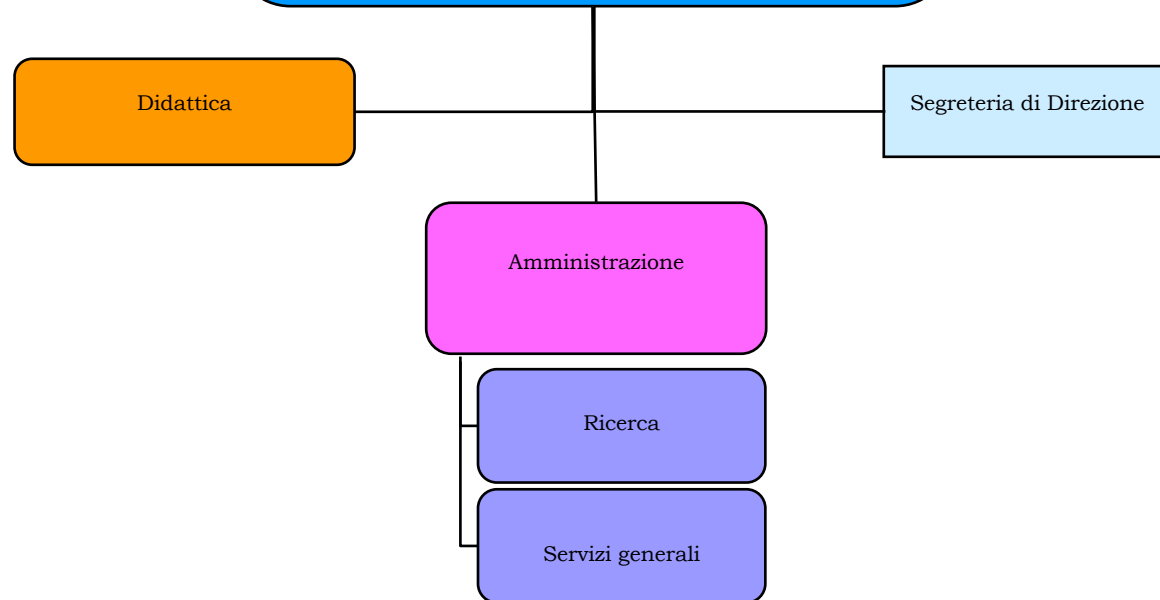 Didattica
Segreteria di Direzione
Amministrazione
Ricerca
Servizi generali